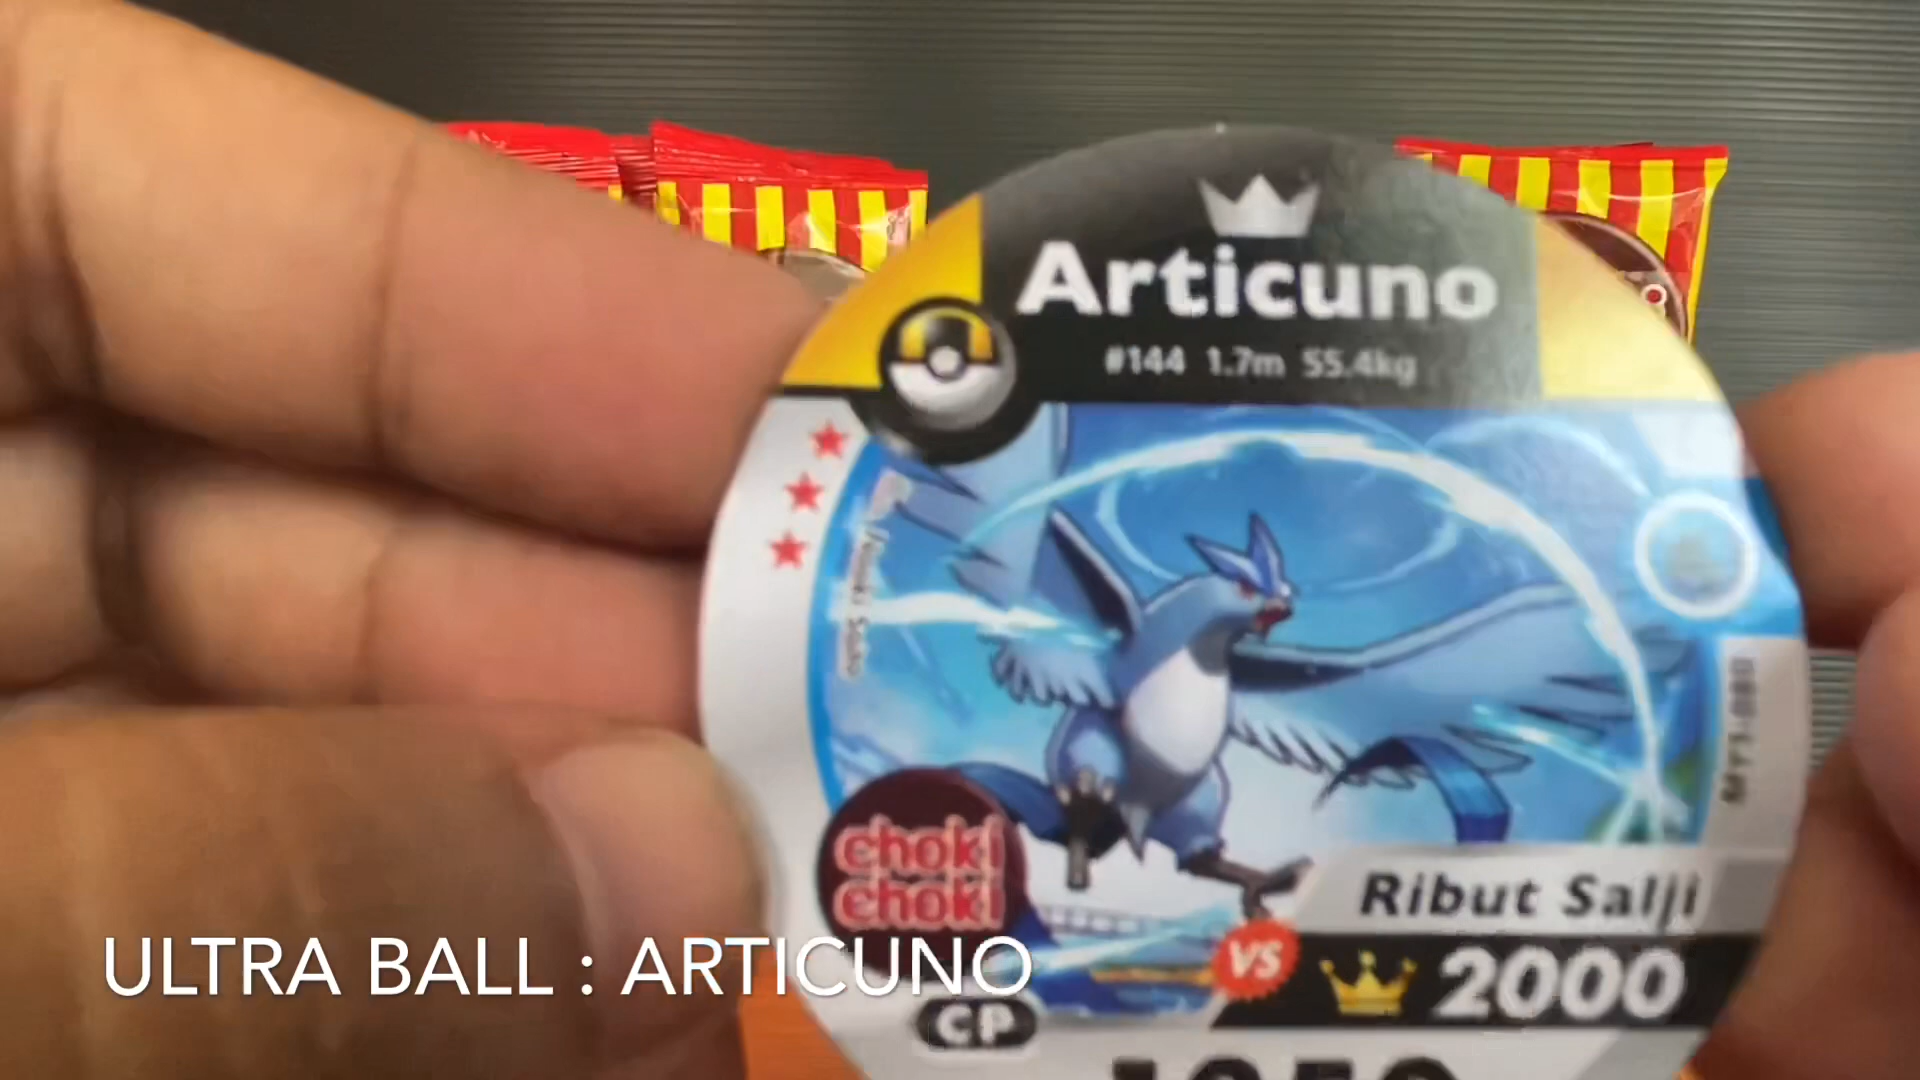 Articuno
#144 1.7m 55.4kg
choki
choki
Ribut Salji
VS
2000
ULTRA BALL : ARTICUNO
CP